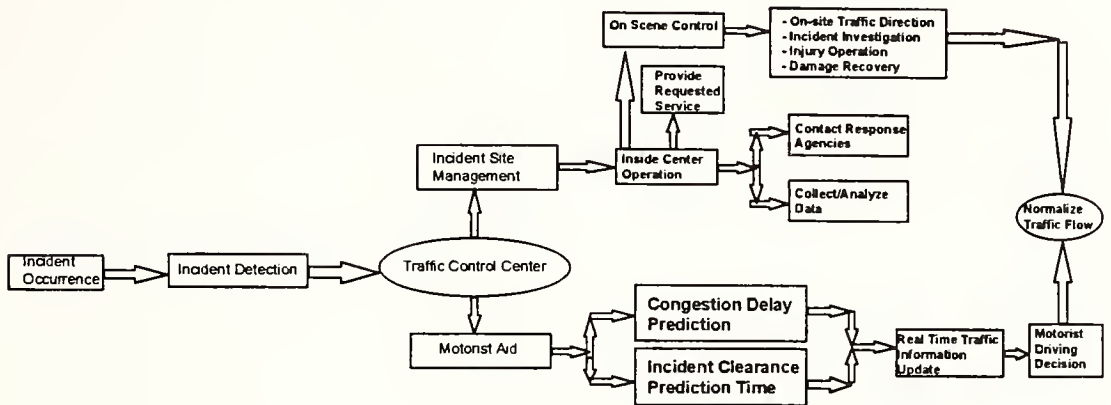 On Scene Control
- On-site Traffic Direction
- Incident Investigation
- Injury Operation
- Damage Recovery
Provide
Requested
Service
Contact Response
Agencies
Incident Site
Management
Inside Center
Operation
Collect/Analyze
Data
Normalize
Traffic Flow
Incident
Occurrence
Incident Detection
Traffic Control Center
Motorist Aid
Congestion Delay
Prediction
Incident Clearance
Prediction Time
Real Time Traffic
Information
Update
Motorist
Driving
Decision